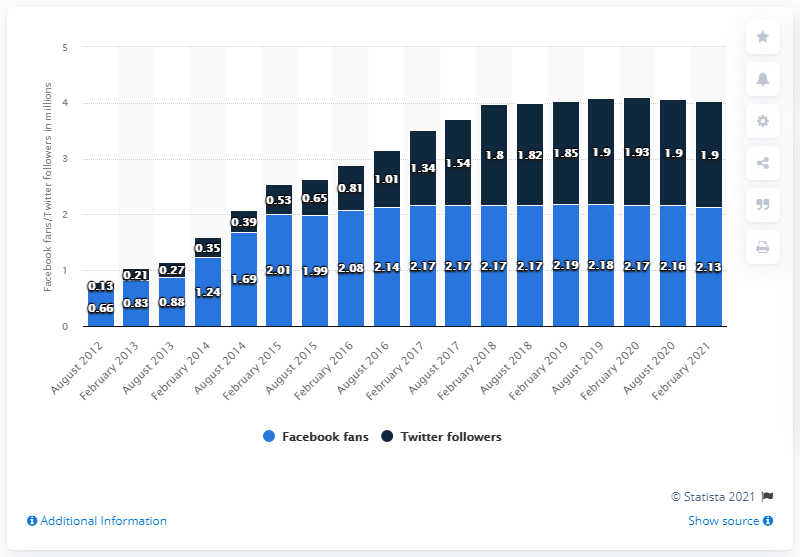 5
4
3
2
1
0
Facebook fans/Twitter followers in millions
0.13 0.21 0.27 0.35 0.39 0.53 0.65 0.81 1.01 1.34 1.54 1.8 1.82 1.85 1.9 1.93 1.9 1.9
0.66 0.83 0.88 1.24 1.69 2.01 1.99 2.08 2.14 2.17 2.17 2.17 2.17 2.19 2.18 2.17 2.16 2.13
August 2012
February 2013
August 2013
February 2014
August 2014
February 2015
August 2015
February 2016
August 2016
February 2017
August 2017
February 2018
August 2018
February 2019
August 2019
February 2020
August 2020
February 2021
Facebook fans Twitter followers
© Statista 2021
Additional Information Show source